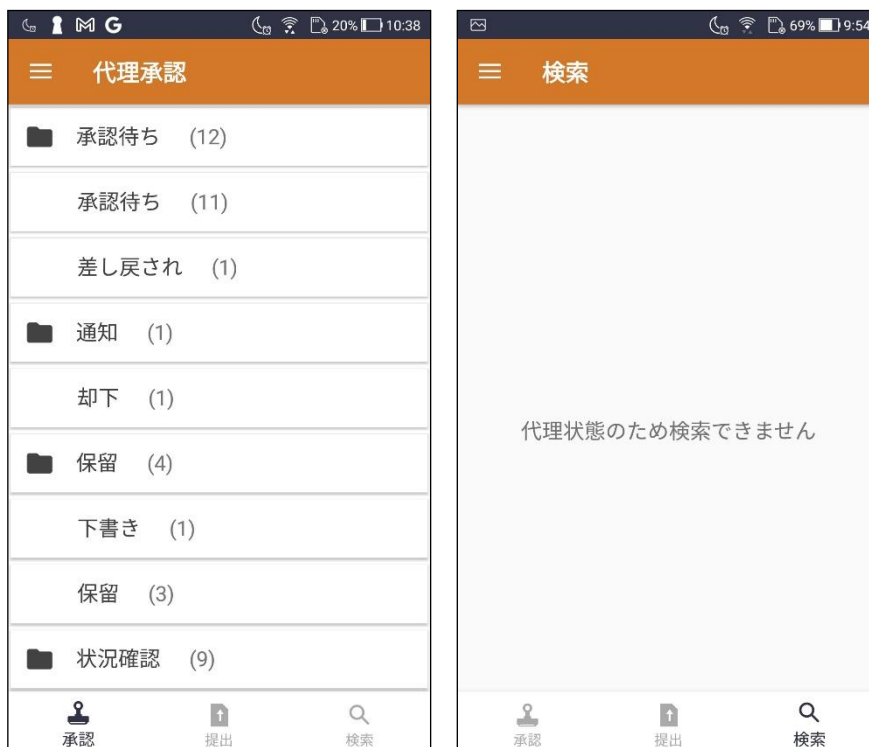 20% 10:38
代理承認
承認待ち (12)
承認待ち (11)
差し戻され (1)
通知 (1)
却下 (1)
保留 (4)
下書き (1)
保留 (3)
状況確認 (9)
承認 提出 検索
69% 9:54
検索
代理状態のため検索できません
承認 提出 検索